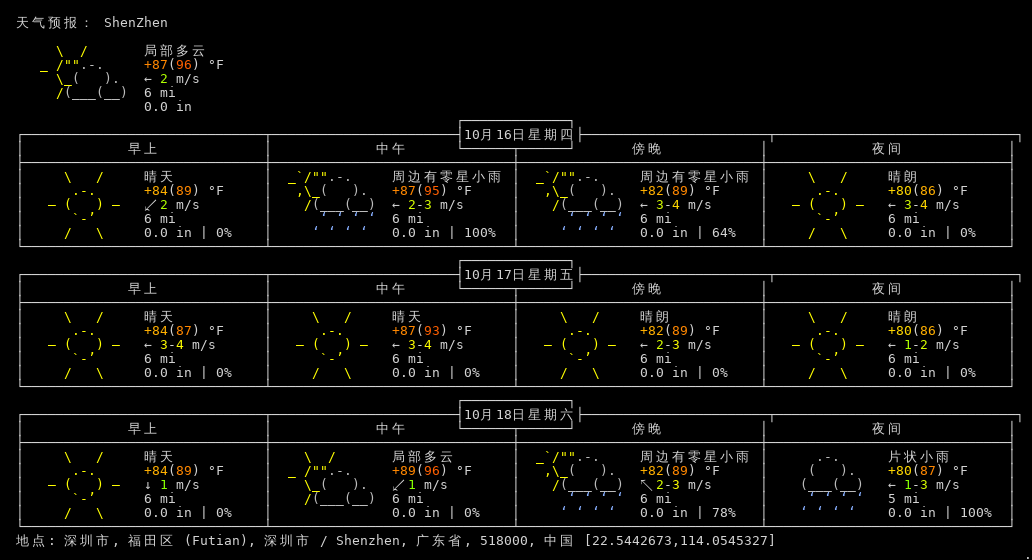 天气预报： ShenZhen
局部多云
+87(96) °F
← 2 m/s
6 mi
0.0 in
10月16日星期四
早上 中午 傍晚 夜间
晴天 周边有零星小雨 周边有零星小雨 晴朗
+84(89) °F +87(95) °F +82(89) °F +80(86) °F
↙ 2 m/s ← 2-3 m/s ← 3-4 m/s ← 3-4 m/s
6 mi 6 mi 6 mi 6 mi
0.0 in | 0% 0.0 in | 100% 0.0 in | 64% 0.0 in | 0%
10月17日星期五
早上 中午 傍晚 夜间
晴天 晴天 晴朗 晴朗
+84(87) °F +87(93) °F +82(89) °F +80(86) °F
← 3-4 m/s ← 3-4 m/s ← 2-3 m/s ← 1-2 m/s
6 mi 6 mi 6 mi 6 mi
0.0 in | 0% 0.0 in | 0% 0.0 in | 0% 0.0 in | 0%
10月18日星期六
早上 中午 傍晚 夜间
晴天 局部多云 周边有零星小雨 片状小雨
+84(89) °F +89(96) °F +82(89) °F +80(87) °F
↓ 1 m/s ↙ 1 m/s ↖ 2-3 m/s ← 1-3 m/s
6 mi 6 mi 6 mi 5 mi
0.0 in | 0% 0.0 in | 0% 0.0 in | 78% 0.0 in | 100%
地点: 深圳市, 福田区 (Futian), 深圳市 / Shenzhen, 广东省, 518000, 中国 [22.5442673,114.0545327]